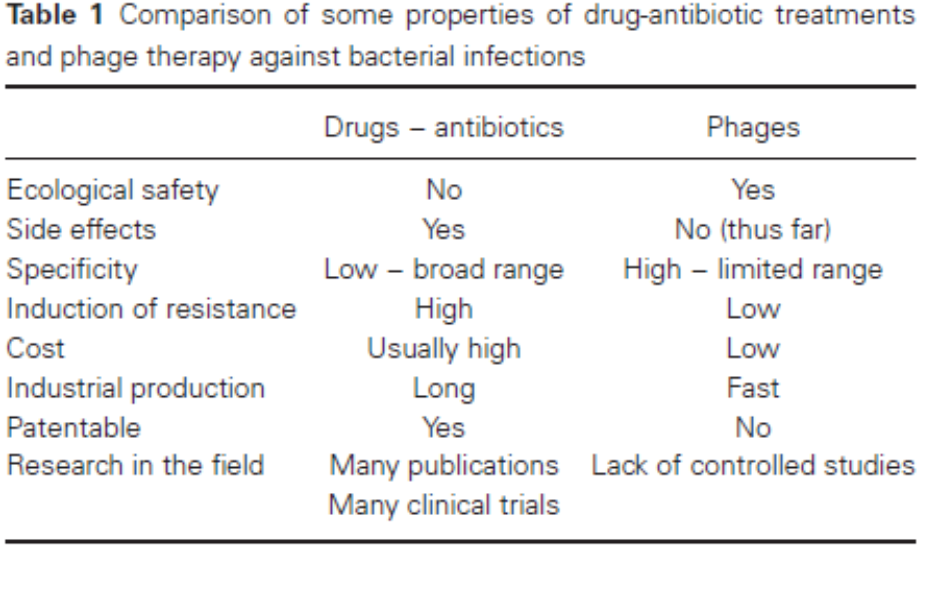 Table 1 Comparison of some properties of drug-antibiotic treatments
and phage therapy against bacterial infections
Drugs – antibiotics Phages
Ecological safety No Yes
Side effects Yes No (thus far)
Specificity Low – broad range High – limited range
Induction of resistance High Low
Cost Usually high Low
Industrial production Long Fast
Patentable Yes No
Research in the field Many publications Lack of controlled studies
Many clinical trials